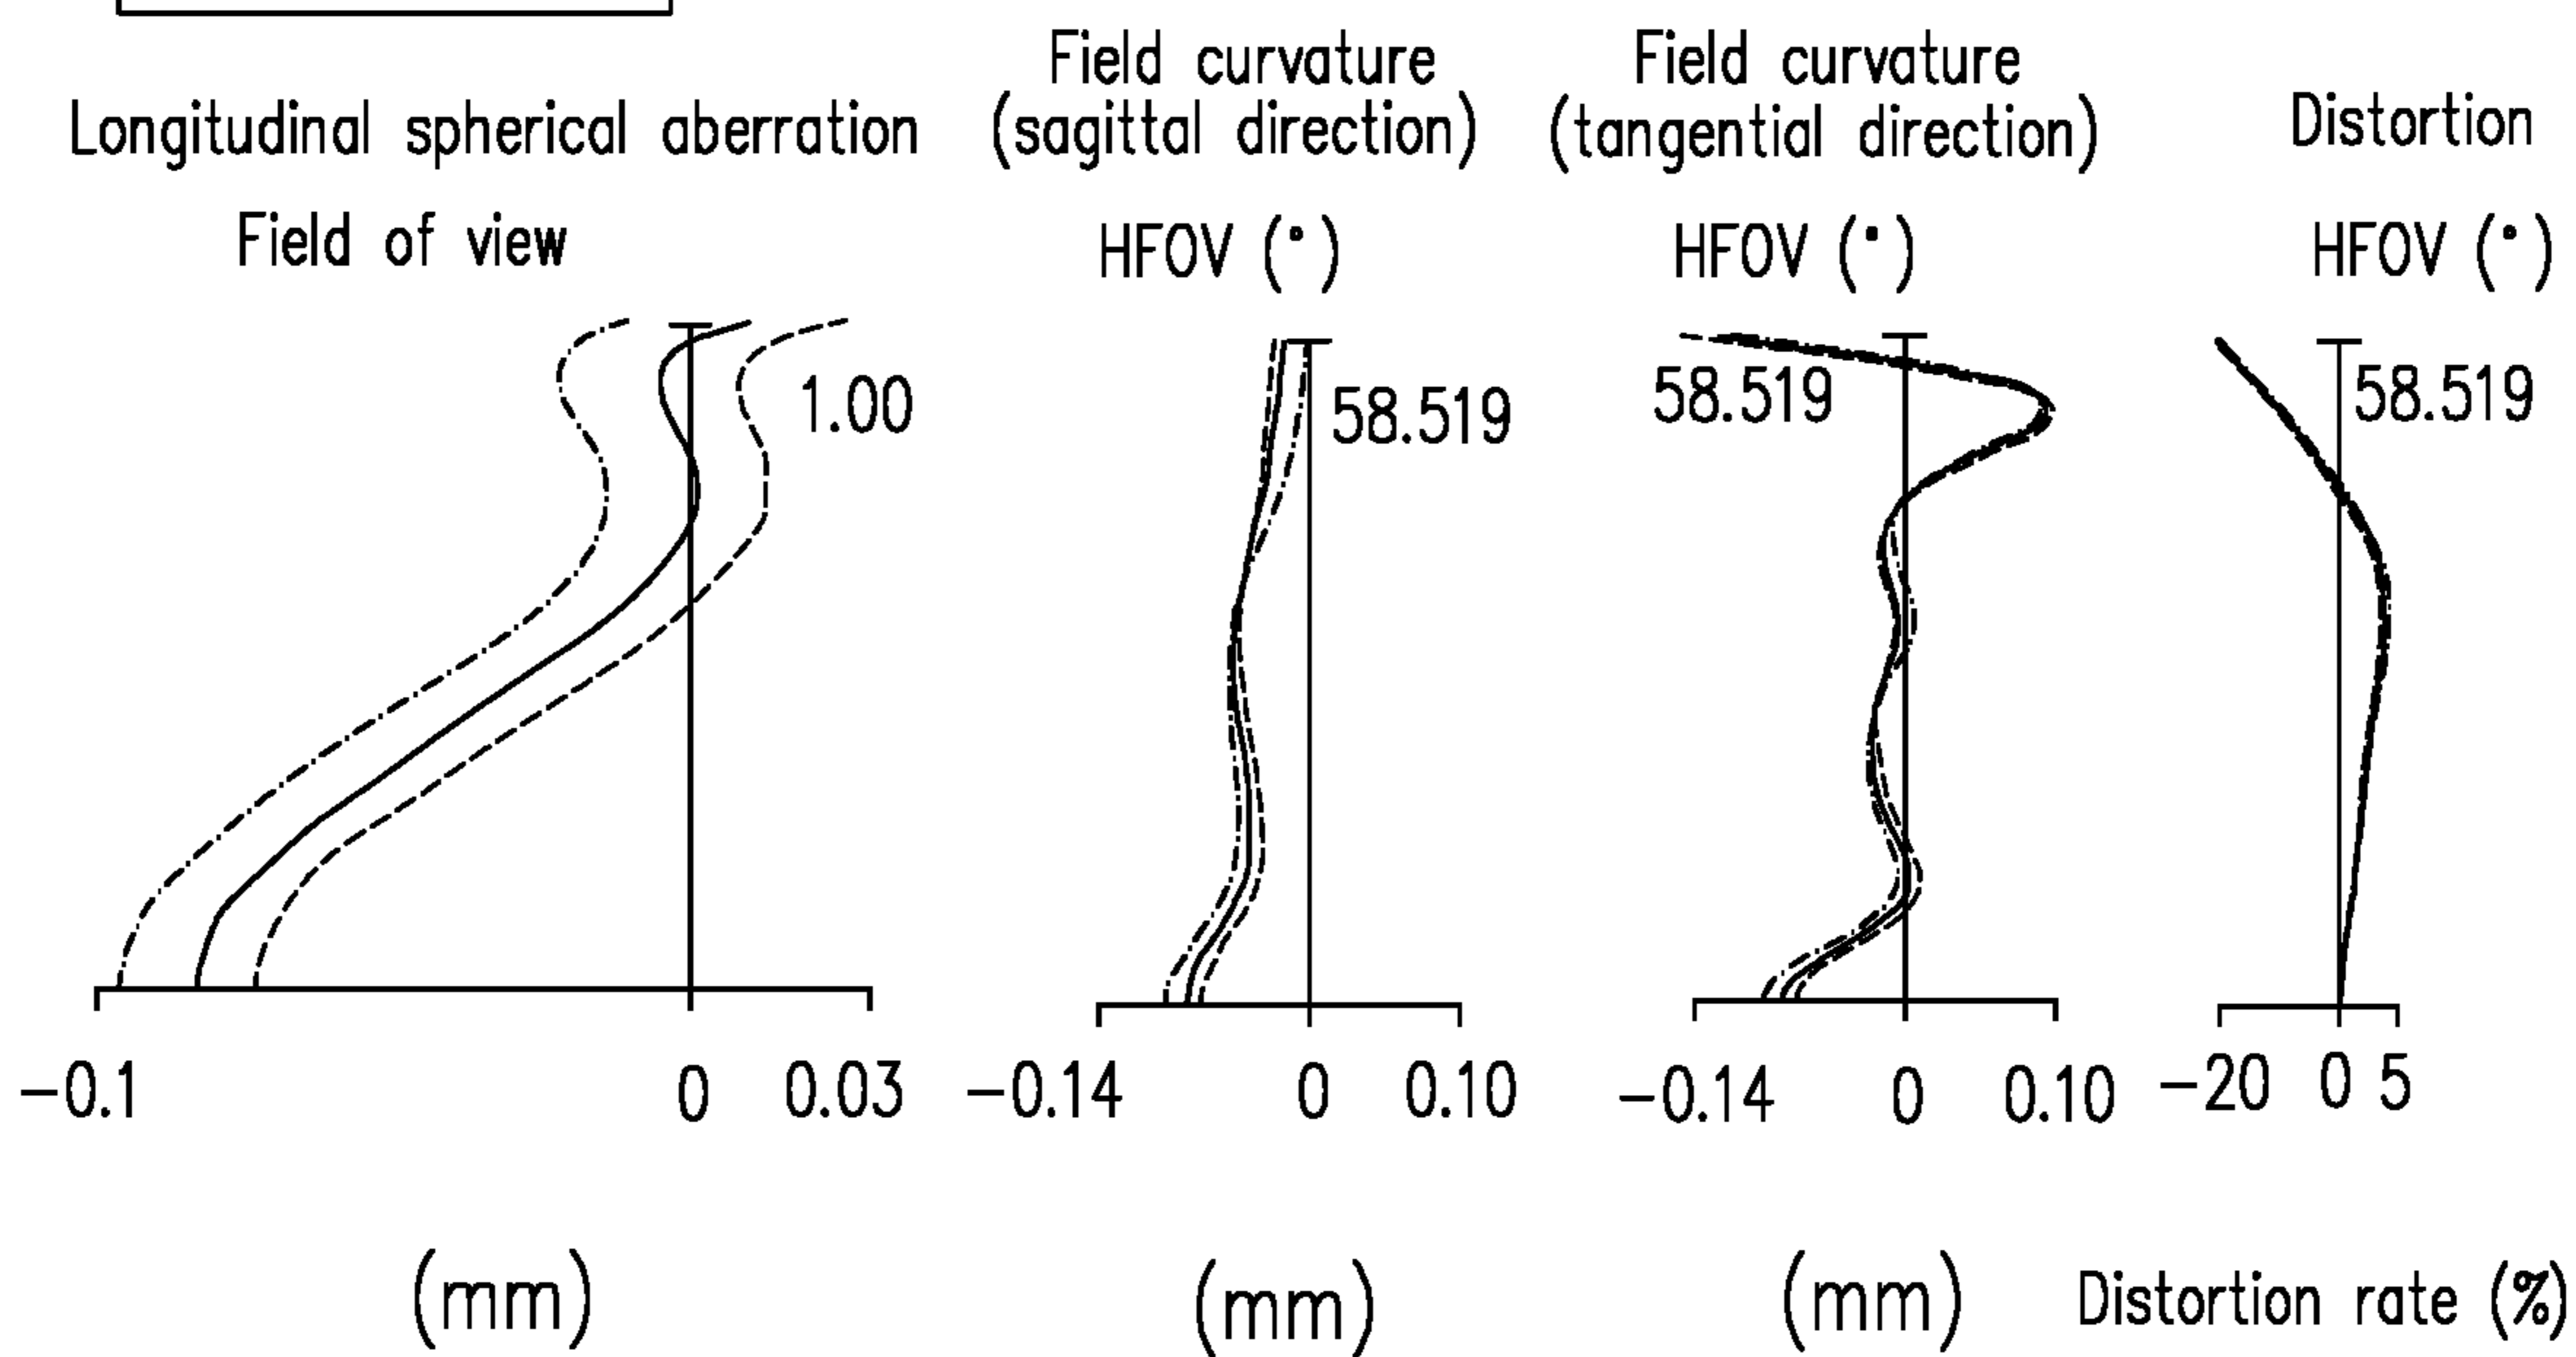 Longitudinal spherical aberration
Field of view
1.00
-0.1 0 0.03
(mm)
Field curvature
(sagittal direction)
HFOV (°)
58.519
-0.14 0 0.10
(mm)
Field curvature
(tangential direction)
HFOV (°)
58.519
-0.14 0 0.10
(mm)
Distortion
HFOV (°)
58.519
-20 0 5
Distortion rate (%)